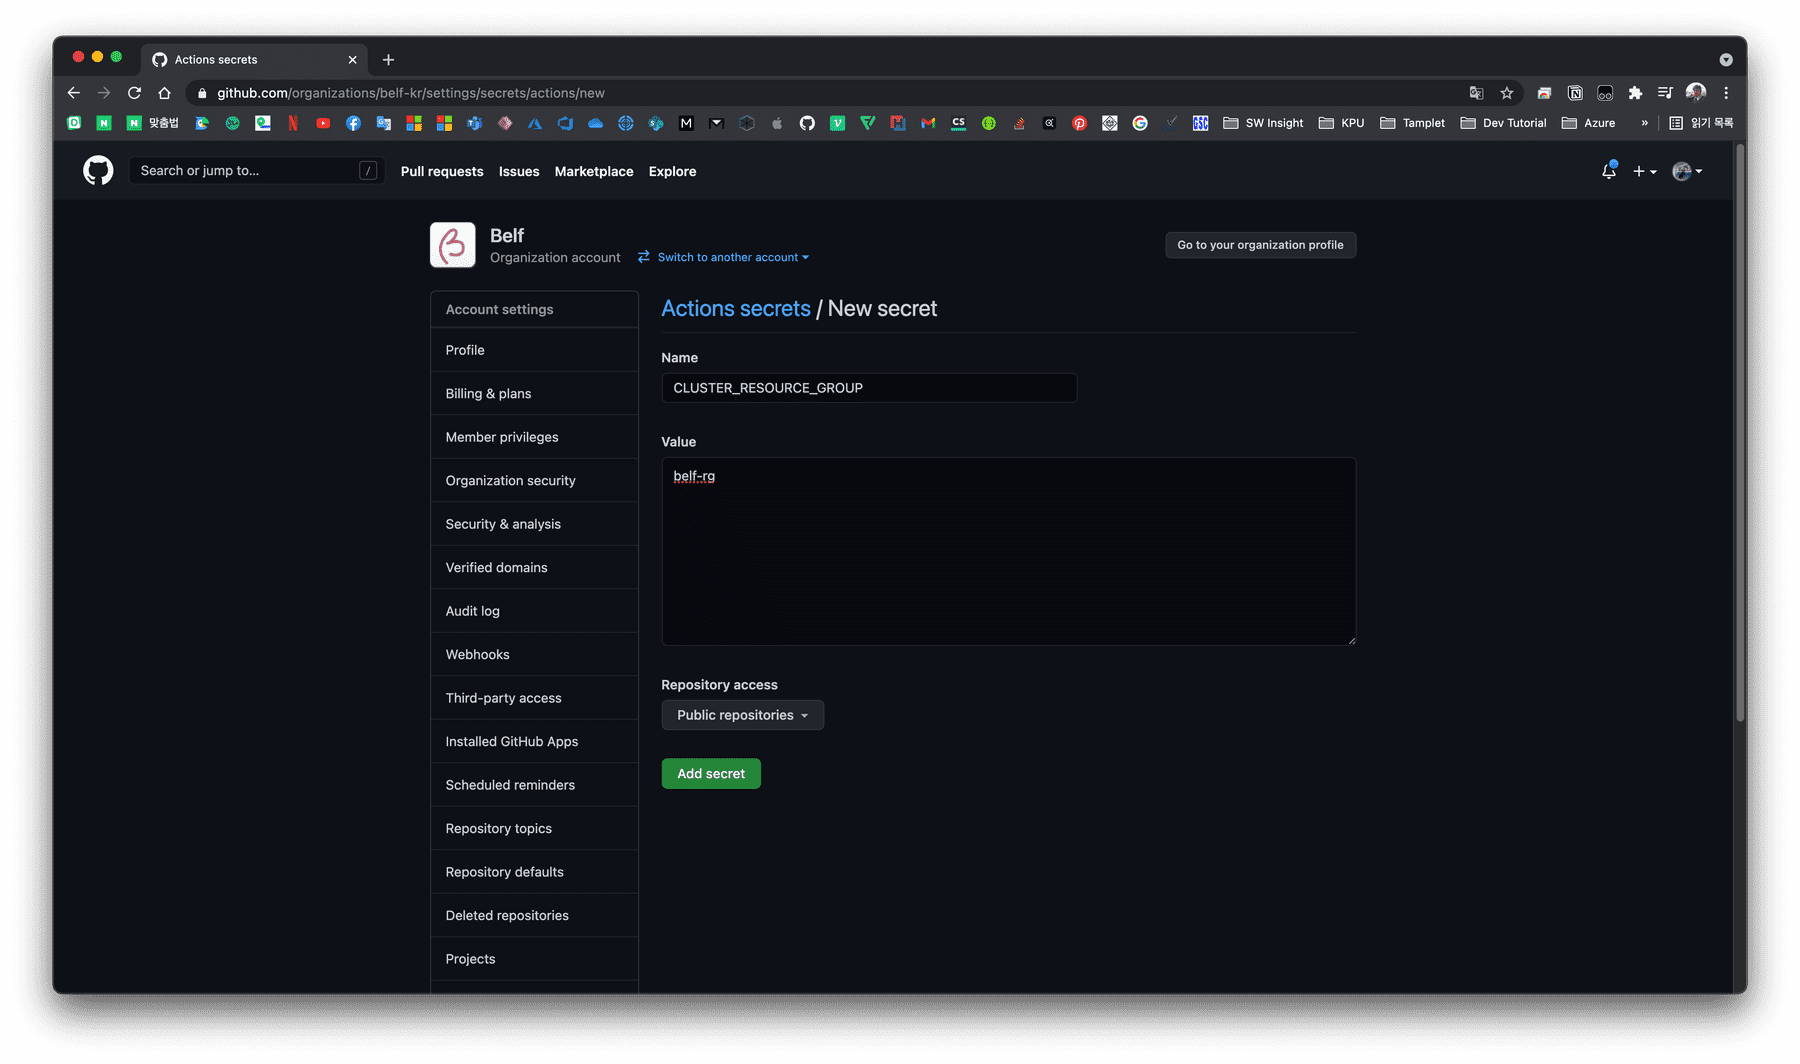 Actions secrets
github.com/organizations/belf-kr/settings/secrets/actions/new
맞춤법
SW Insight
KPU
Tamplet
Dev Tutorial
Azure
»
읽기 목록
Search or jump to...
/
Pull requests
Issues
Marketplace
Explore
Belf
Organization account
Switch to another account
Go to your organization profile
Account settings
Profile
Billing & plans
Member privileges
Organization security
Security & analysis
Verified domains
Audit log
Webhooks
Third-party access
Installed GitHub Apps
Scheduled reminders
Repository topics
Repository defaults
Deleted repositories
Projects
Actions secrets / New secret
Name
CLUSTER_RESOURCE_GROUP
Value
belf-rg
Repository access
Public repositories
Add secret